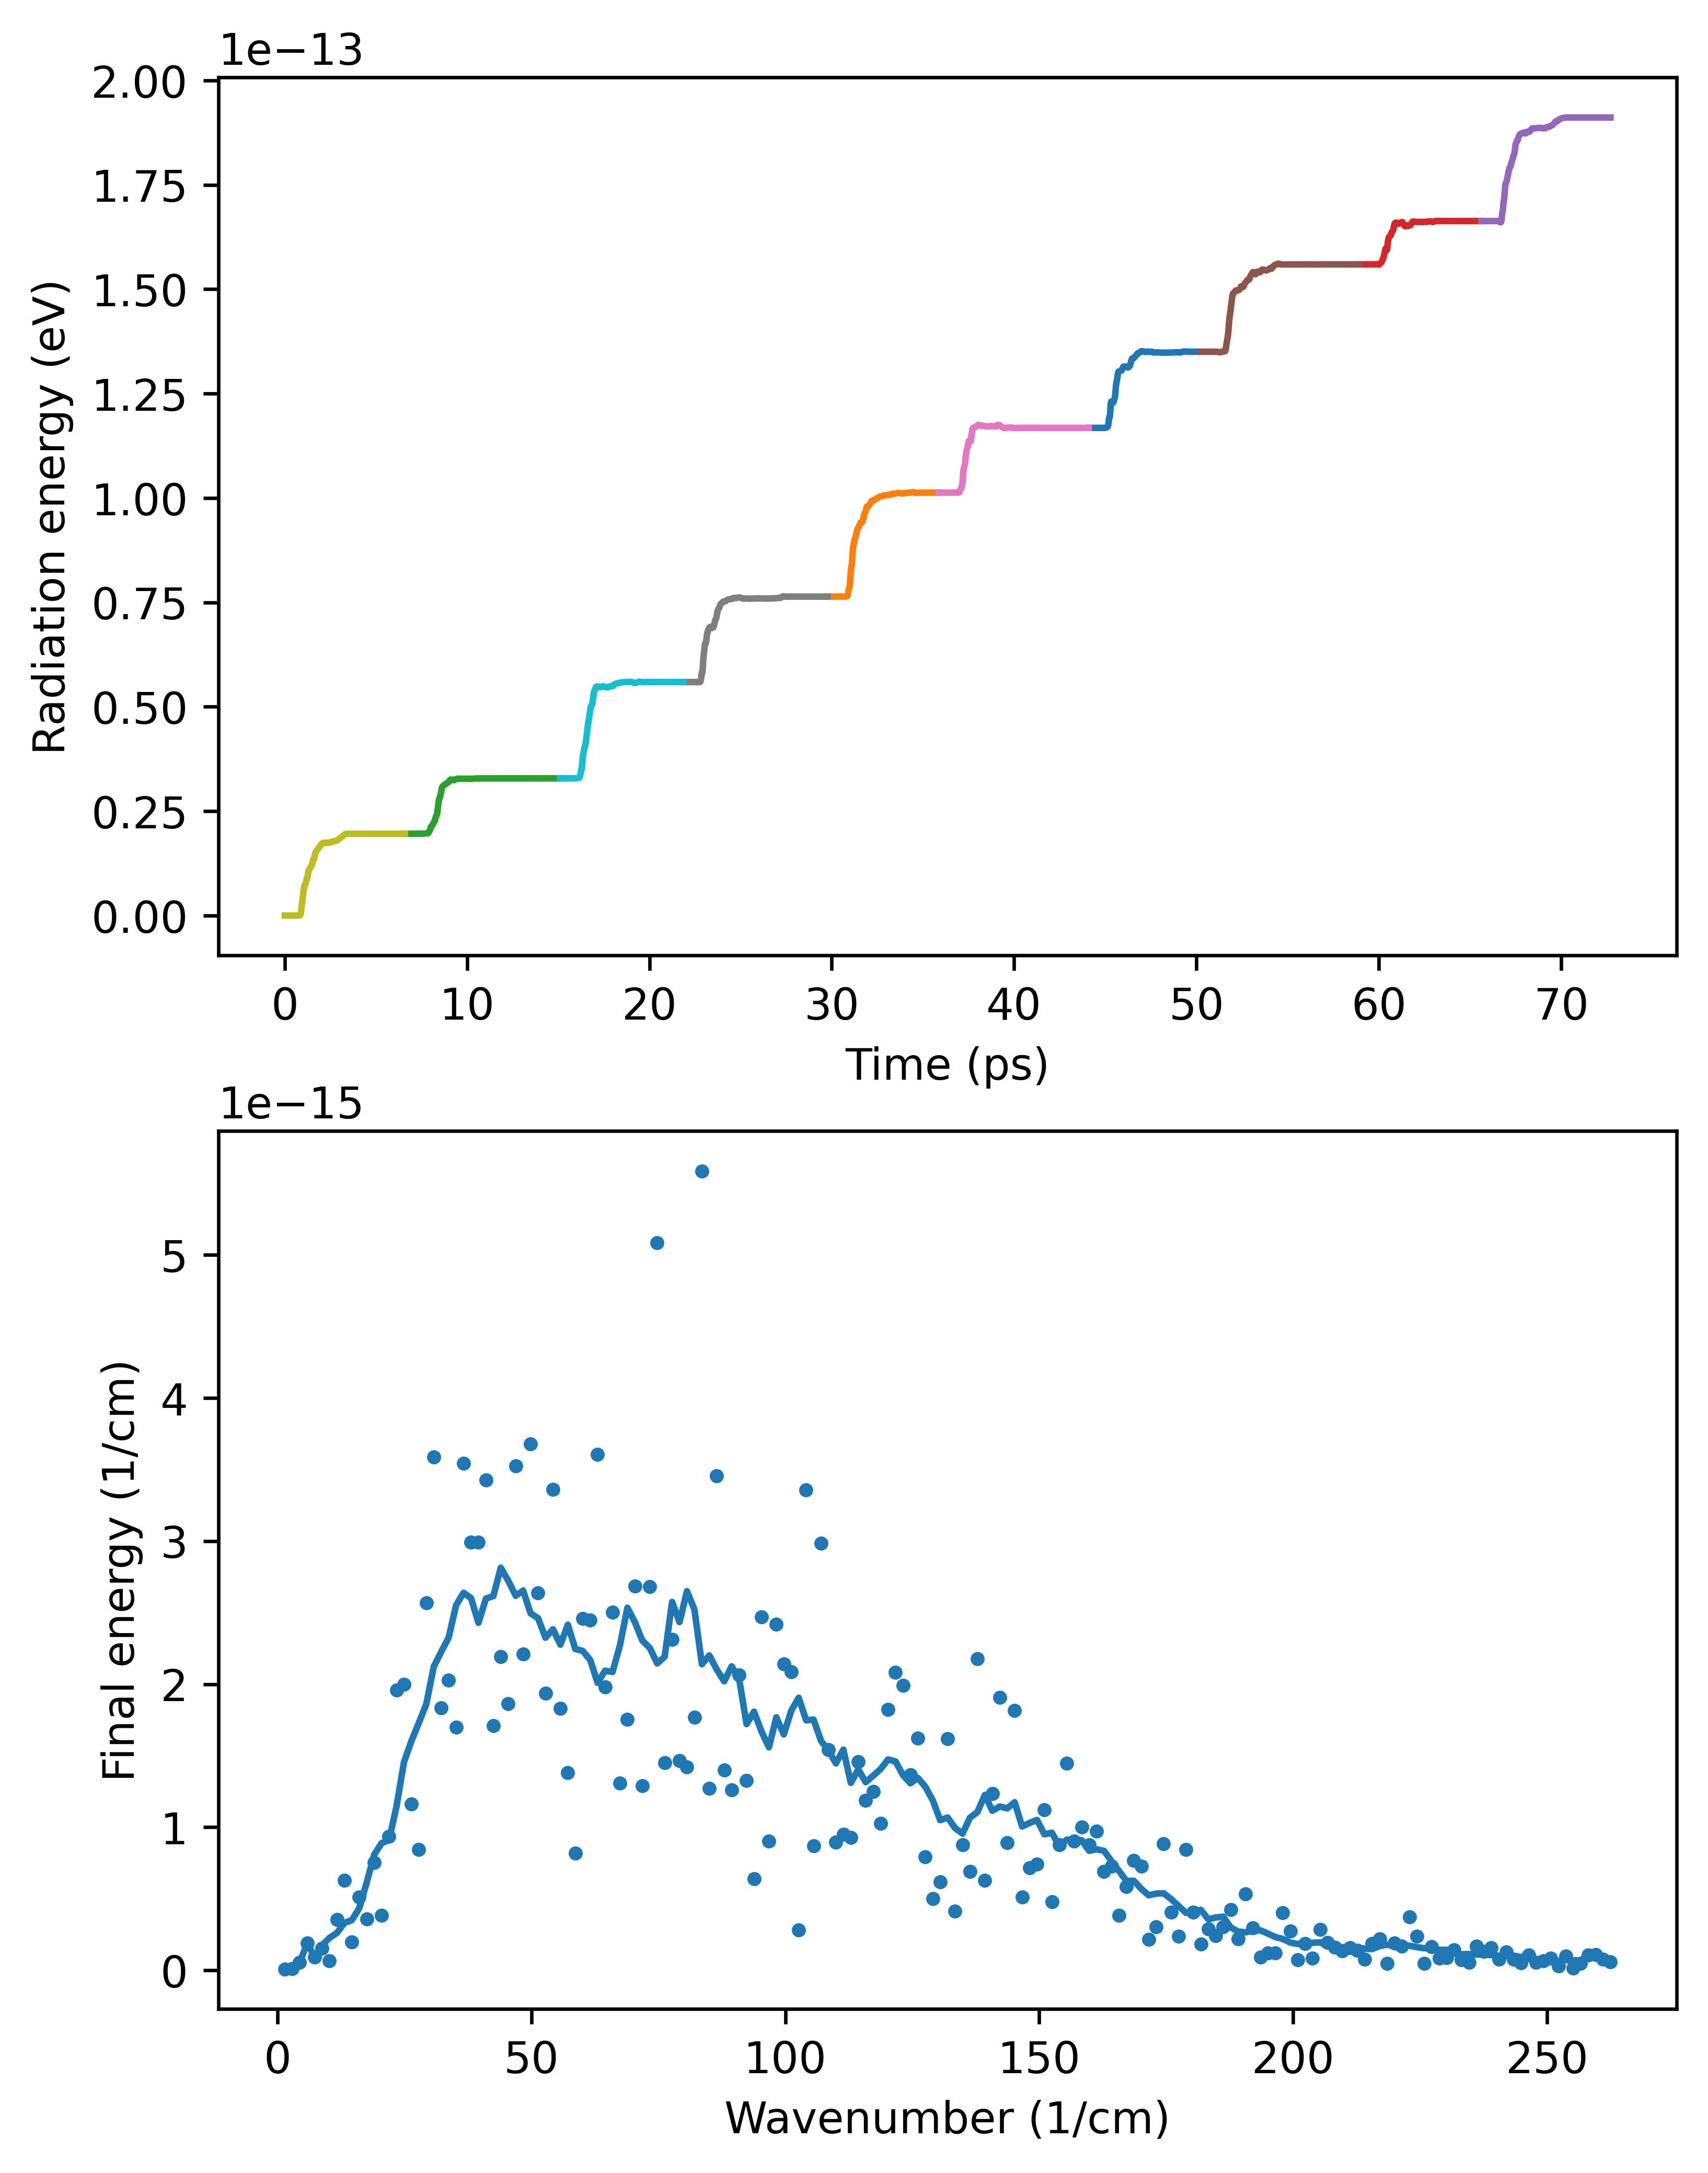 1e−13
2.00
1.75
1.50
1.25
1.00
0.75
0.50
0.25
0.00
Radiation energy (eV)
0 10 20 30 40 50 60 70
Time (ps)
1e−15
5
4
3
2
1
0
Final energy (1/cm)
0 50 100 150 200 250
Wavenumber (1/cm)